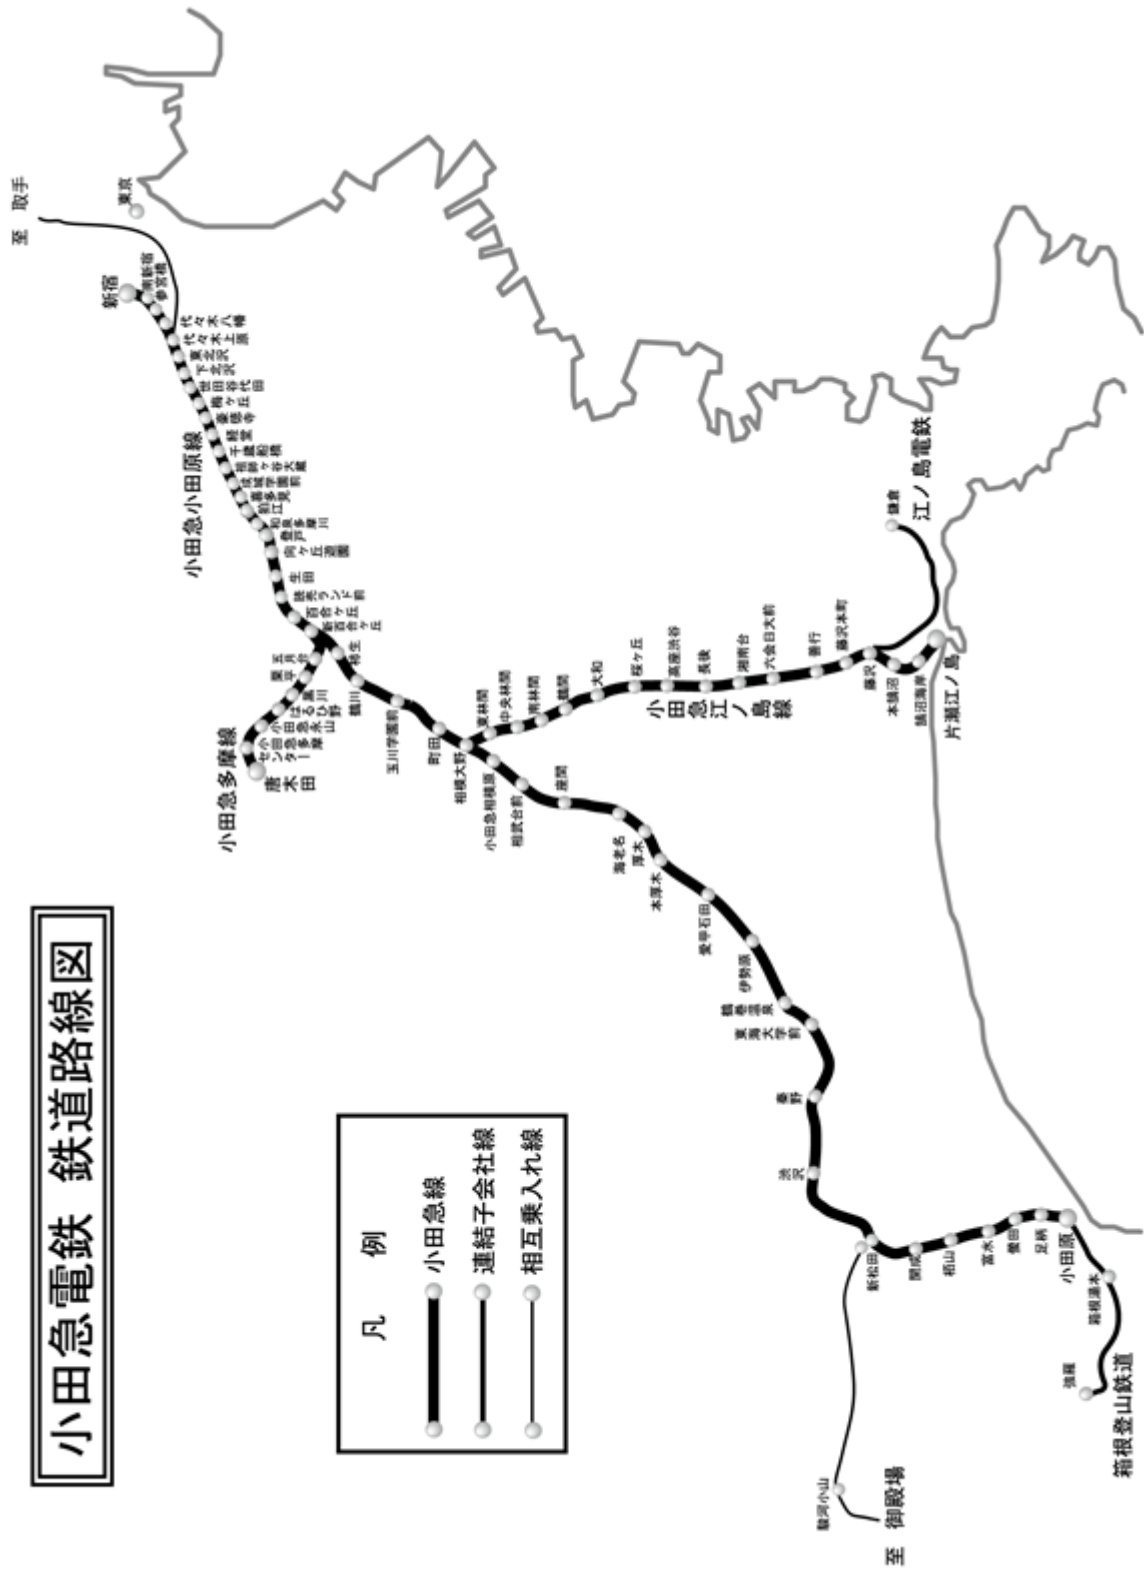 小田急電鉄 鉄道路線図
凡 例
小田急線
連結子会社線
相互乗入れ線
至 取手
東京
新宿
南新宿
参宮橋
代々木八幡
代々木上原
東北沢
下北沢
世田谷代田
梅ヶ丘
豪徳寺
経堂
千歳船橋
祖師ヶ谷大蔵
成城学園前
喜多見
狛江
和泉多摩川
登戸
向ヶ丘遊園
生田
読売ランド前
百合ヶ丘
新百合ヶ丘
小田急小田原線
五月台
栗平
黒川
はるひ野
小田急永山
小田急多摩
センター
唐木田
小田急多摩線
柿生
鶴川
玉川学園前
町田
相模大野
小田急相模原
相武台前
座間
海老名
厚木
本厚木
愛甲石田
伊勢原
鶴巻温泉
東海大学前
秦野
渋沢
新松田
開成
栢山
富水
螢田
足柄
小田原
箱根湯本
強羅
箱根登山鉄道
駿河小山
至 御殿場
東林間
中央林間
南林間
鶴間
大和
桜ヶ丘
高座渋谷
長後
湘南台
六会日大前
善行
藤沢本町
藤沢
本鵠沼
鵠沼海岸
片瀬江ノ島
小田急江ノ島線
鎌倉
江ノ島電鉄